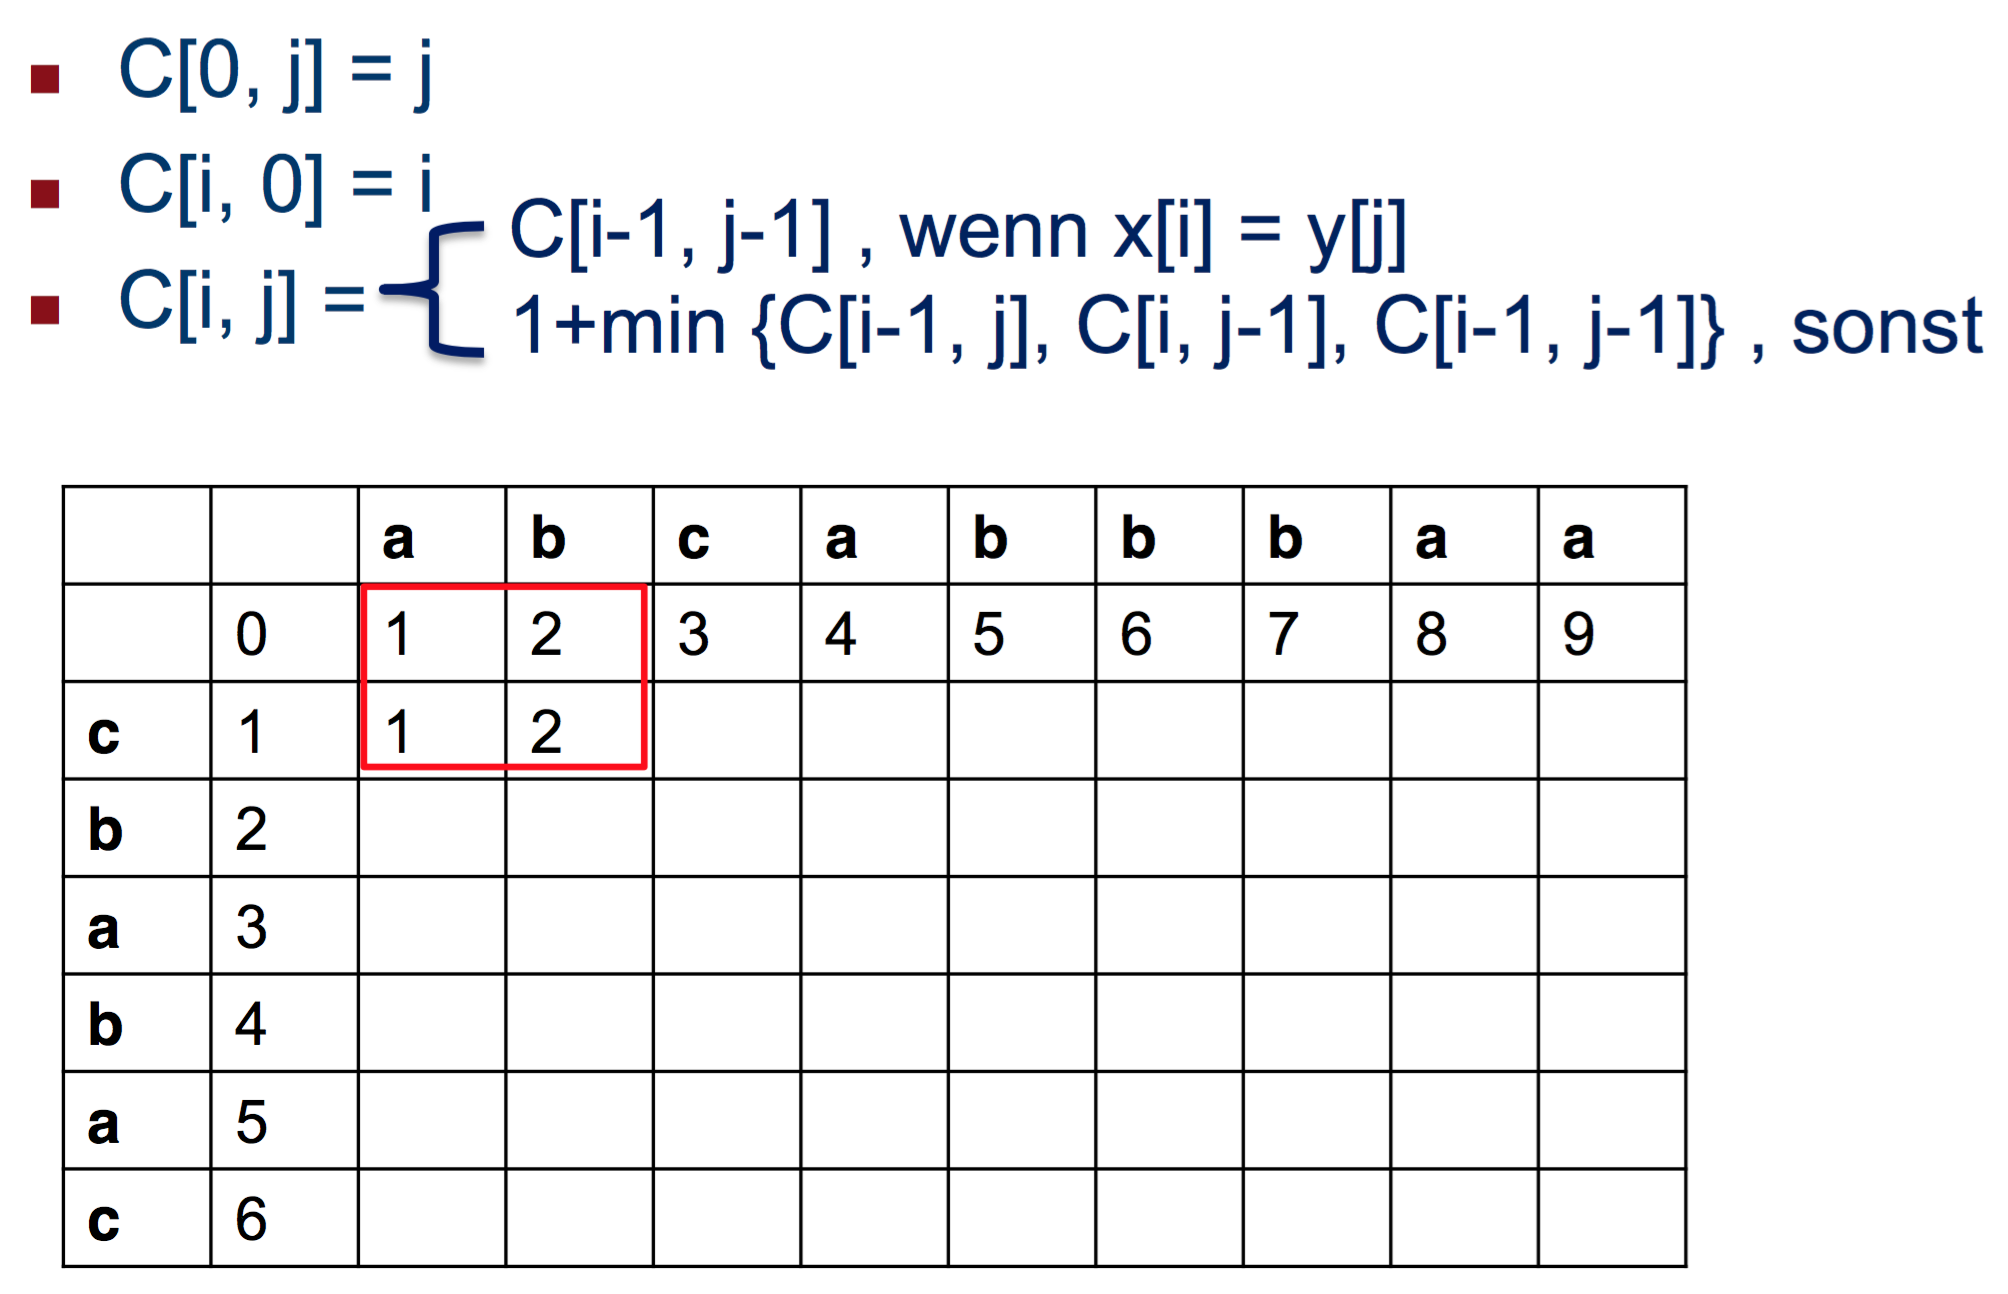 C[0, j] = j
C[i, 0] = i
C[i, j] =
C[i-1, j-1] , wenn x[i] = y[j]
1+min {C[i-1, j], C[i, j-1], C[i-1, j-1]} , sonst
a b c a b b b a a
0 1 2 3 4 5 6 7 8 9
c 1 1 2
b 2
a 3
b 4
a 5
c 6